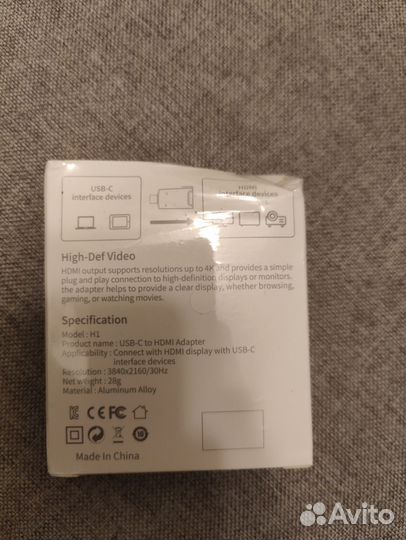 USB-C
interface devices
HDMI
interface devices
High-Def Video
HDMI output supports resolutions up to 4K and provides a simple
plug and play connection to high-definition displays or monitors.
the adapter helps to provide a clear display, whether browsing,
gaming, or watching movies.
Specification
Model : H1
Product name : USB-C to HDMI Adapter
Applicability : Connect with HDMI display with USB-C
interface devices
Resolution : 3840x2160/30Hz
Net weight : 28g
Material : Aluminum Alloy
CE FC
Made In China
Avito